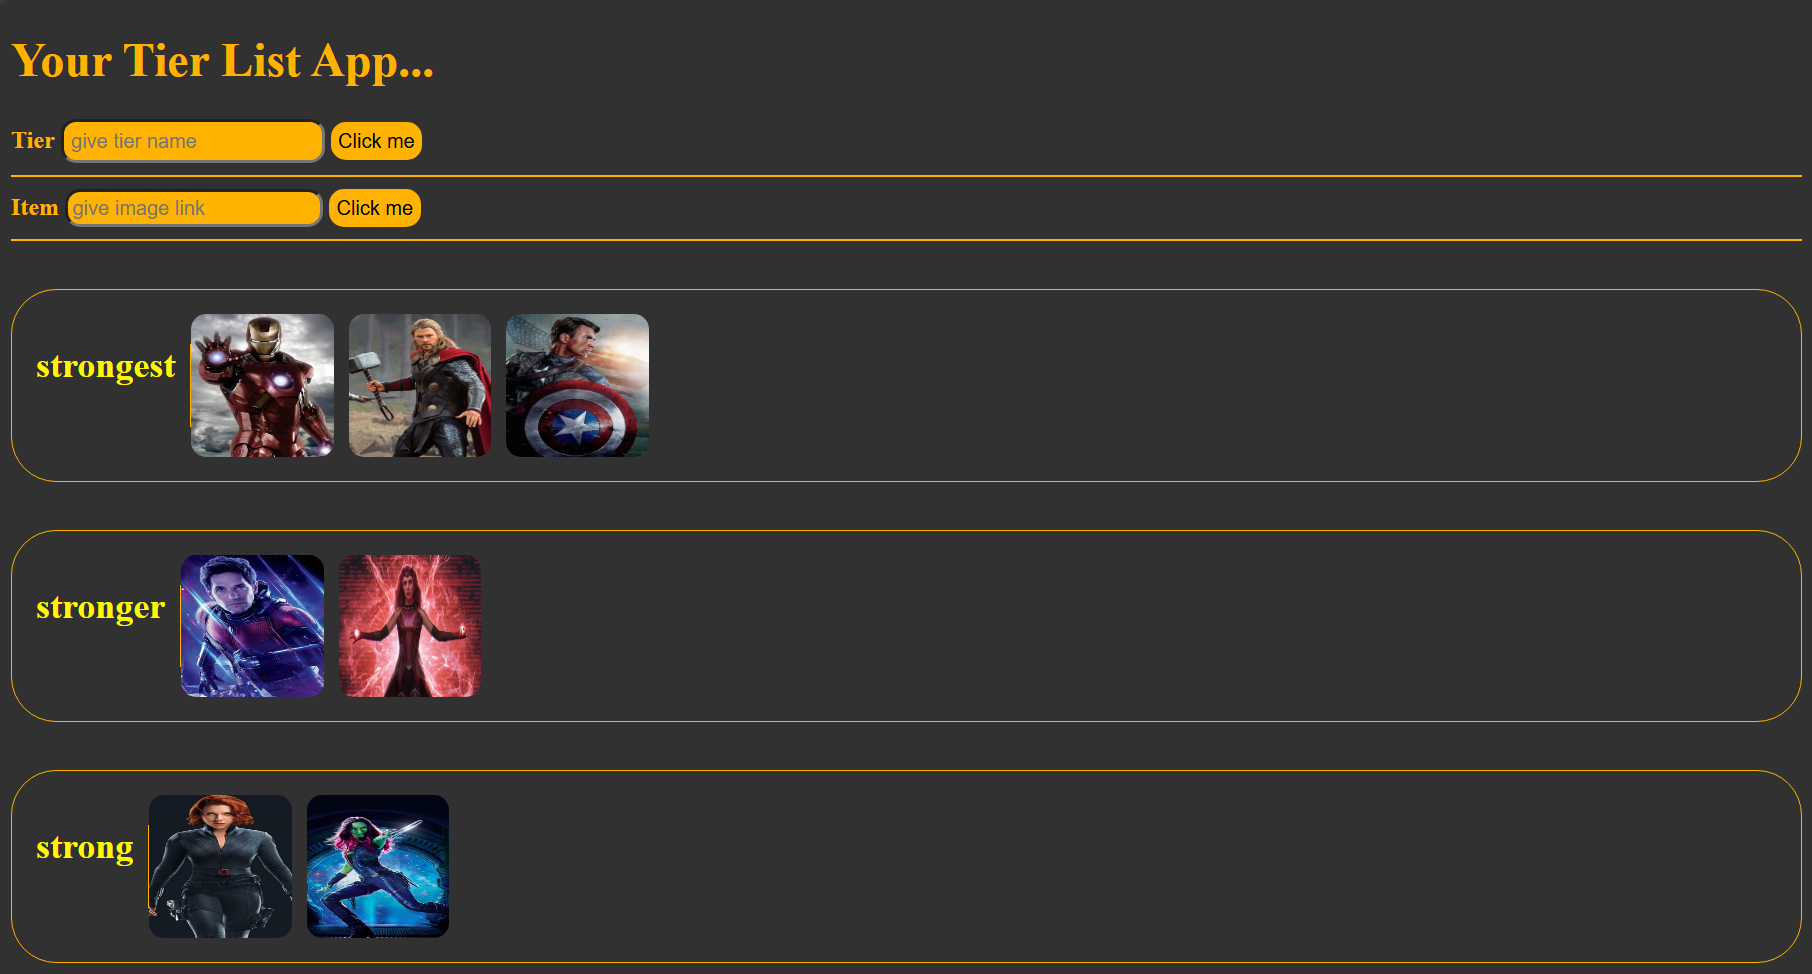 Your Tier List App...
Tier give tier name Click me
Item give image link Click me
strongest
stronger
strong